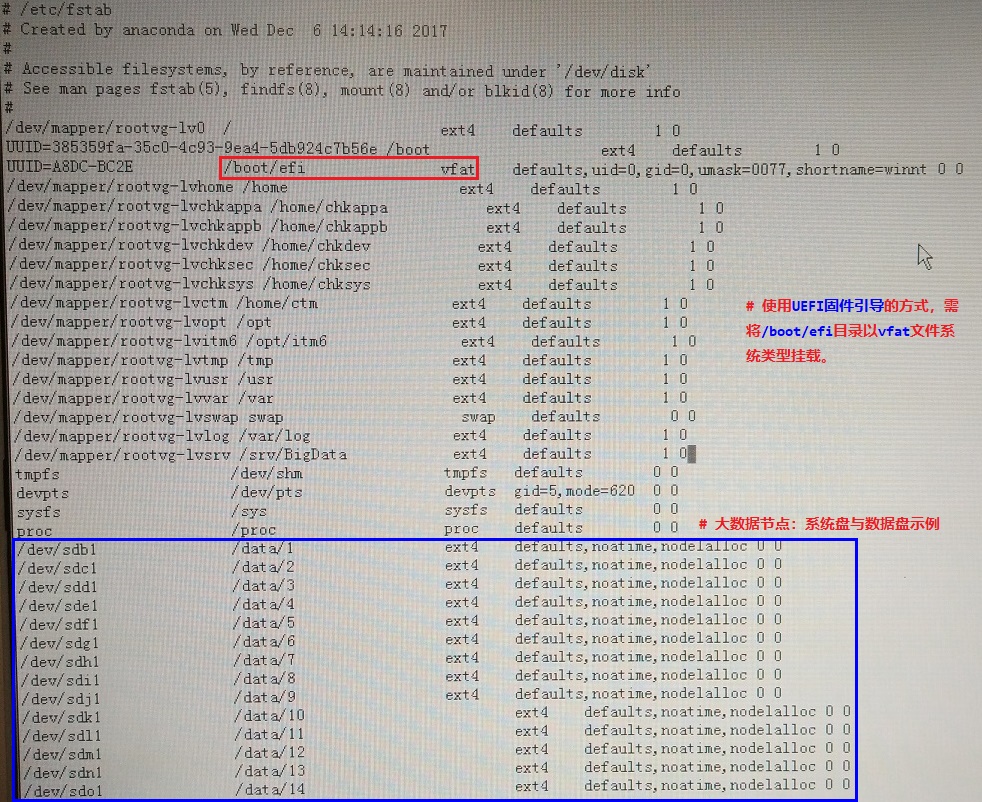 # /etc/fstab
# Created by anaconda on Wed Dec  6 14:14:16 2017
#
# Accessible filesystems, by reference, are maintained under '/dev/disk'
# See man pages fstab(5), findfs(8), mount(8) and/or blkid(8) for more info
#
/dev/mapper/rootvg-lv0 / ext4 defaults 1 0
UUID=385359fa-35c0-4c93-9ea4-5db924c7b56e /boot ext4 defaults 1 0
UUID=A8DC-BC2E /boot/efi vfat defaults,uid=0,gid=0,umask=0077,shortname=winnt 0 0
/dev/mapper/rootvg-lvhome /home ext4 defaults 1 0
/dev/mapper/rootvg-lvchkappa /home/chkappa ext4 defaults 1 0
/dev/mapper/rootvg-lvchkappb /home/chkappb ext4 defaults 1 0
/dev/mapper/rootvg-lvchkdev /home/chkdev ext4 defaults 1 0
/dev/mapper/rootvg-lvchksec /home/chksec ext4 defaults 1 0
/dev/mapper/rootvg-lvchksys /home/chksys ext4 defaults 1 0
/dev/mapper/rootvg-lvctm /home/ctm ext4 defaults 1 0
/dev/mapper/rootvg-lvopt /opt ext4 defaults 1 0
/dev/mapper/rootvg-lvitm6 /opt/itm6 ext4 defaults 1 0
/dev/mapper/rootvg-lvtmp /tmp ext4 defaults 1 0
/dev/mapper/rootvg-lvusr /usr ext4 defaults 1 0
/dev/mapper/rootvg-lvvar /var ext4 defaults 1 0
/dev/mapper/rootvg-lvswap swap swap defaults 0 0
/dev/mapper/rootvg-lvlog /var/log ext4 defaults 1 0
/dev/mapper/rootvg-lvsrv /srv/BigData ext4 defaults 1 0
tmpfs /dev/shm tmpfs defaults 0 0
devpts /dev/pts devpts gid=5,mode=620 0 0
sysfs /sys sysfs defaults 0 0
proc /proc proc defaults 0 0
/dev/sdb1 /data/1 ext4 defaults,noatime,nodelalloc 0 0
/dev/sdc1 /data/2 ext4 defaults,noatime,nodelalloc 0 0
/dev/sdd1 /data/3 ext4 defaults,noatime,nodelalloc 0 0
/dev/sde1 /data/4 ext4 defaults,noatime,nodelalloc 0 0
/dev/sdf1 /data/5 ext4 defaults,noatime,nodelalloc 0 0
/dev/sdg1 /data/6 ext4 defaults,noatime,nodelalloc 0 0
/dev/sdh1 /data/7 ext4 defaults,noatime,nodelalloc 0 0
/dev/sdi1 /data/8 ext4 defaults,noatime,nodelalloc 0 0
/dev/sdj1 /data/9 ext4 defaults,noatime,nodelalloc 0 0
/dev/sdk1 /data/10 ext4 defaults,noatime,nodelalloc 0 0
/dev/sdl1 /data/11 ext4 defaults,noatime,nodelalloc 0 0
/dev/sdm1 /data/12 ext4 defaults,noatime,nodelalloc 0 0
/dev/sdn1 /data/13 ext4 defaults,noatime,nodelalloc 0 0
/dev/sdo1 /data/14 ext4 defaults,noatime,nodelalloc 0 0
# 使用UEFI固件引导的方式，需
将/boot/efi目录以vfat文件系
统类型挂载。
# 大数据节点：系统盘与数据盘示例